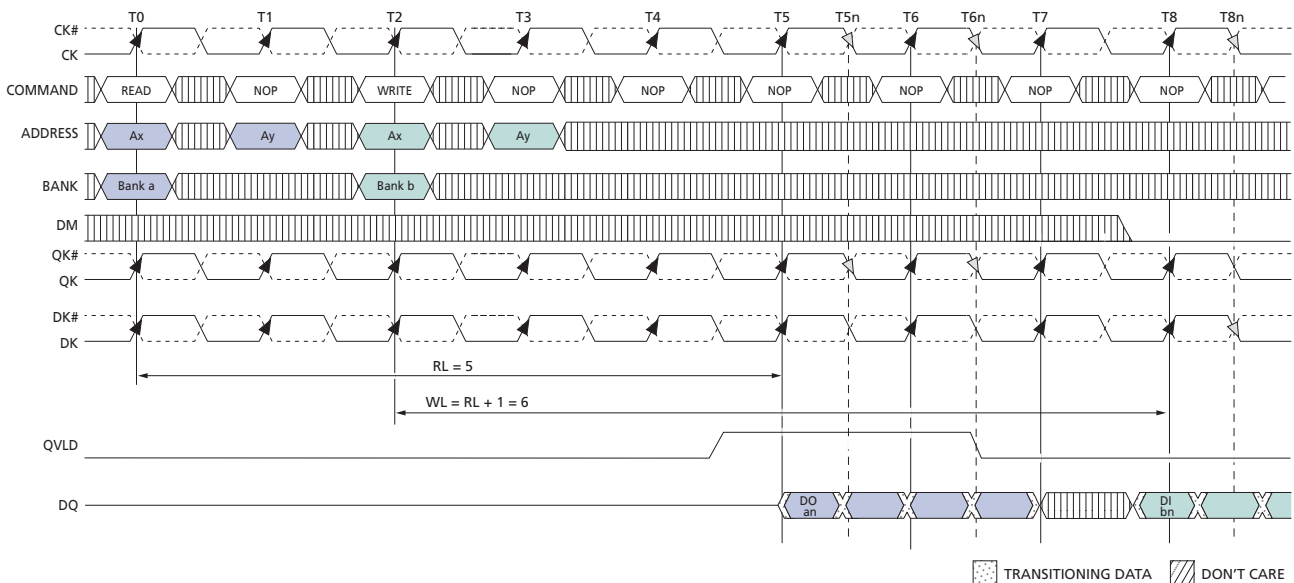 T0 T1 T2 T3 T4 T5 T5n T6 T6n T7 T8 T8n
CK#
CK
COMMAND READ NOP WRITE NOP NOP NOP NOP NOP NOP
ADDRESS Ax Ay Ax Ay
BANK Bank a Bank b
DM
QK#
QK
DK#
DK
RL = 5
WL = RL + 1 = 6
QVLD
DQ DO an DI bn
TRANSITIONING DATA DON'T CARE